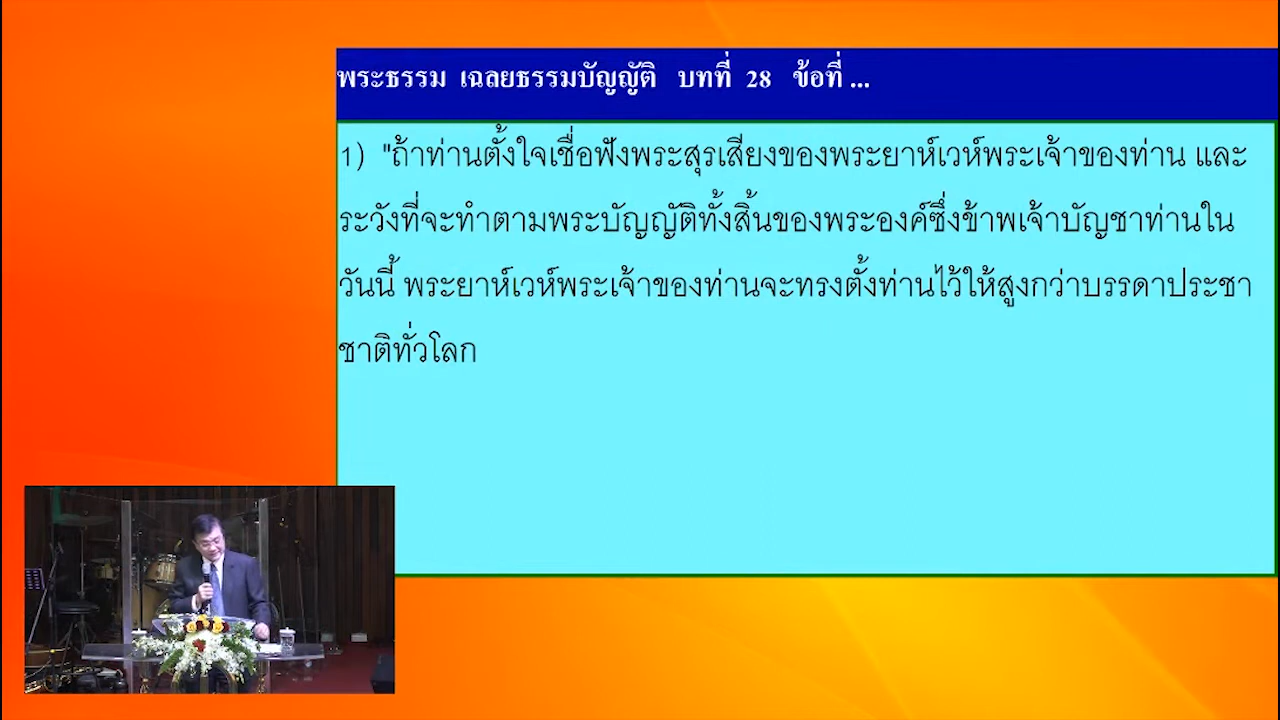 พระธรรม เฉลยธรรมบัญญัติ บทที่ 28 ข้อที่ ...
1) "ถ้าท่านตั้งใจเชื่อฟังพระสุรเสียงของพระยาห์เวห์พระเจ้าของท่าน และ
ระวังที่จะทำตามพระบัญญัติทั้งสิ้นของพระองค์ซึ่งข้าพเจ้าบัญชาท่านใน
วันนี้ พระยาห์เวห์พระเจ้าของท่านจะทรงตั้งท่านไว้ให้สูงกว่าบรรดาประชา
ชาติทั่วโลก